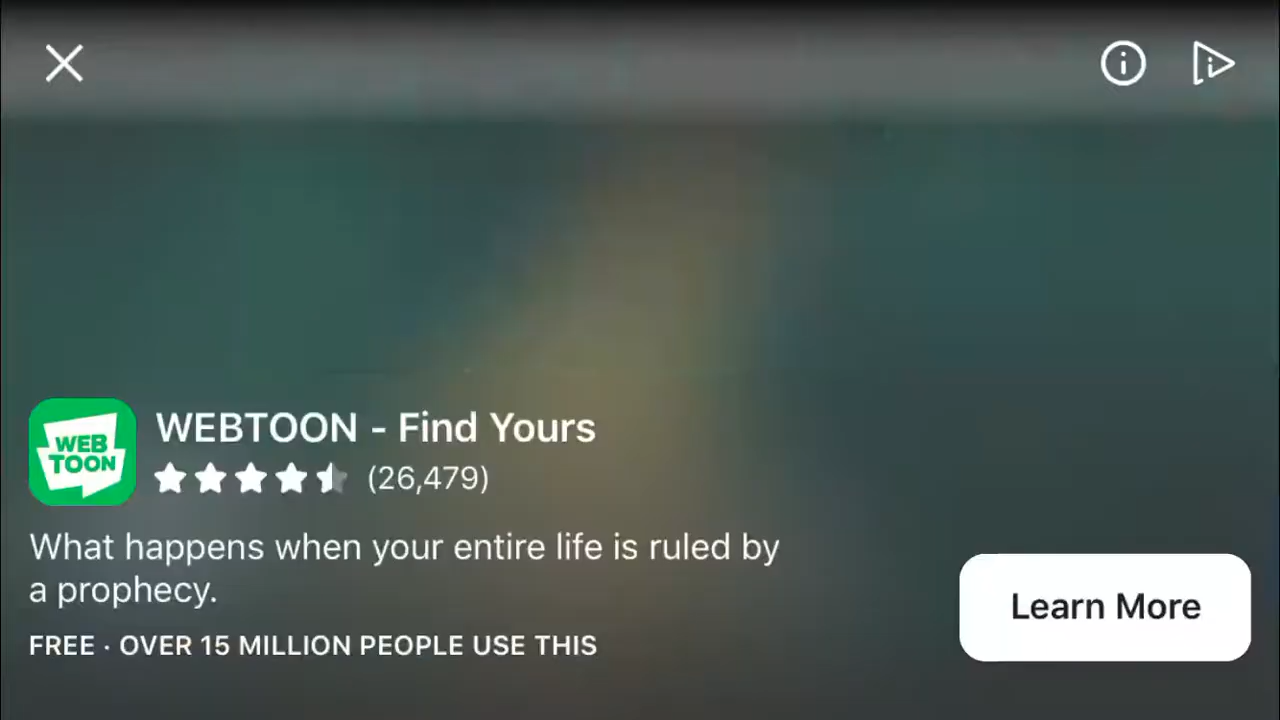 WEBTOON - Find Yours
WEB
TOON
(26,479)
What happens when your entire life is ruled by
a prophecy.
FREE · OVER 15 MILLION PEOPLE USE THIS
Learn More